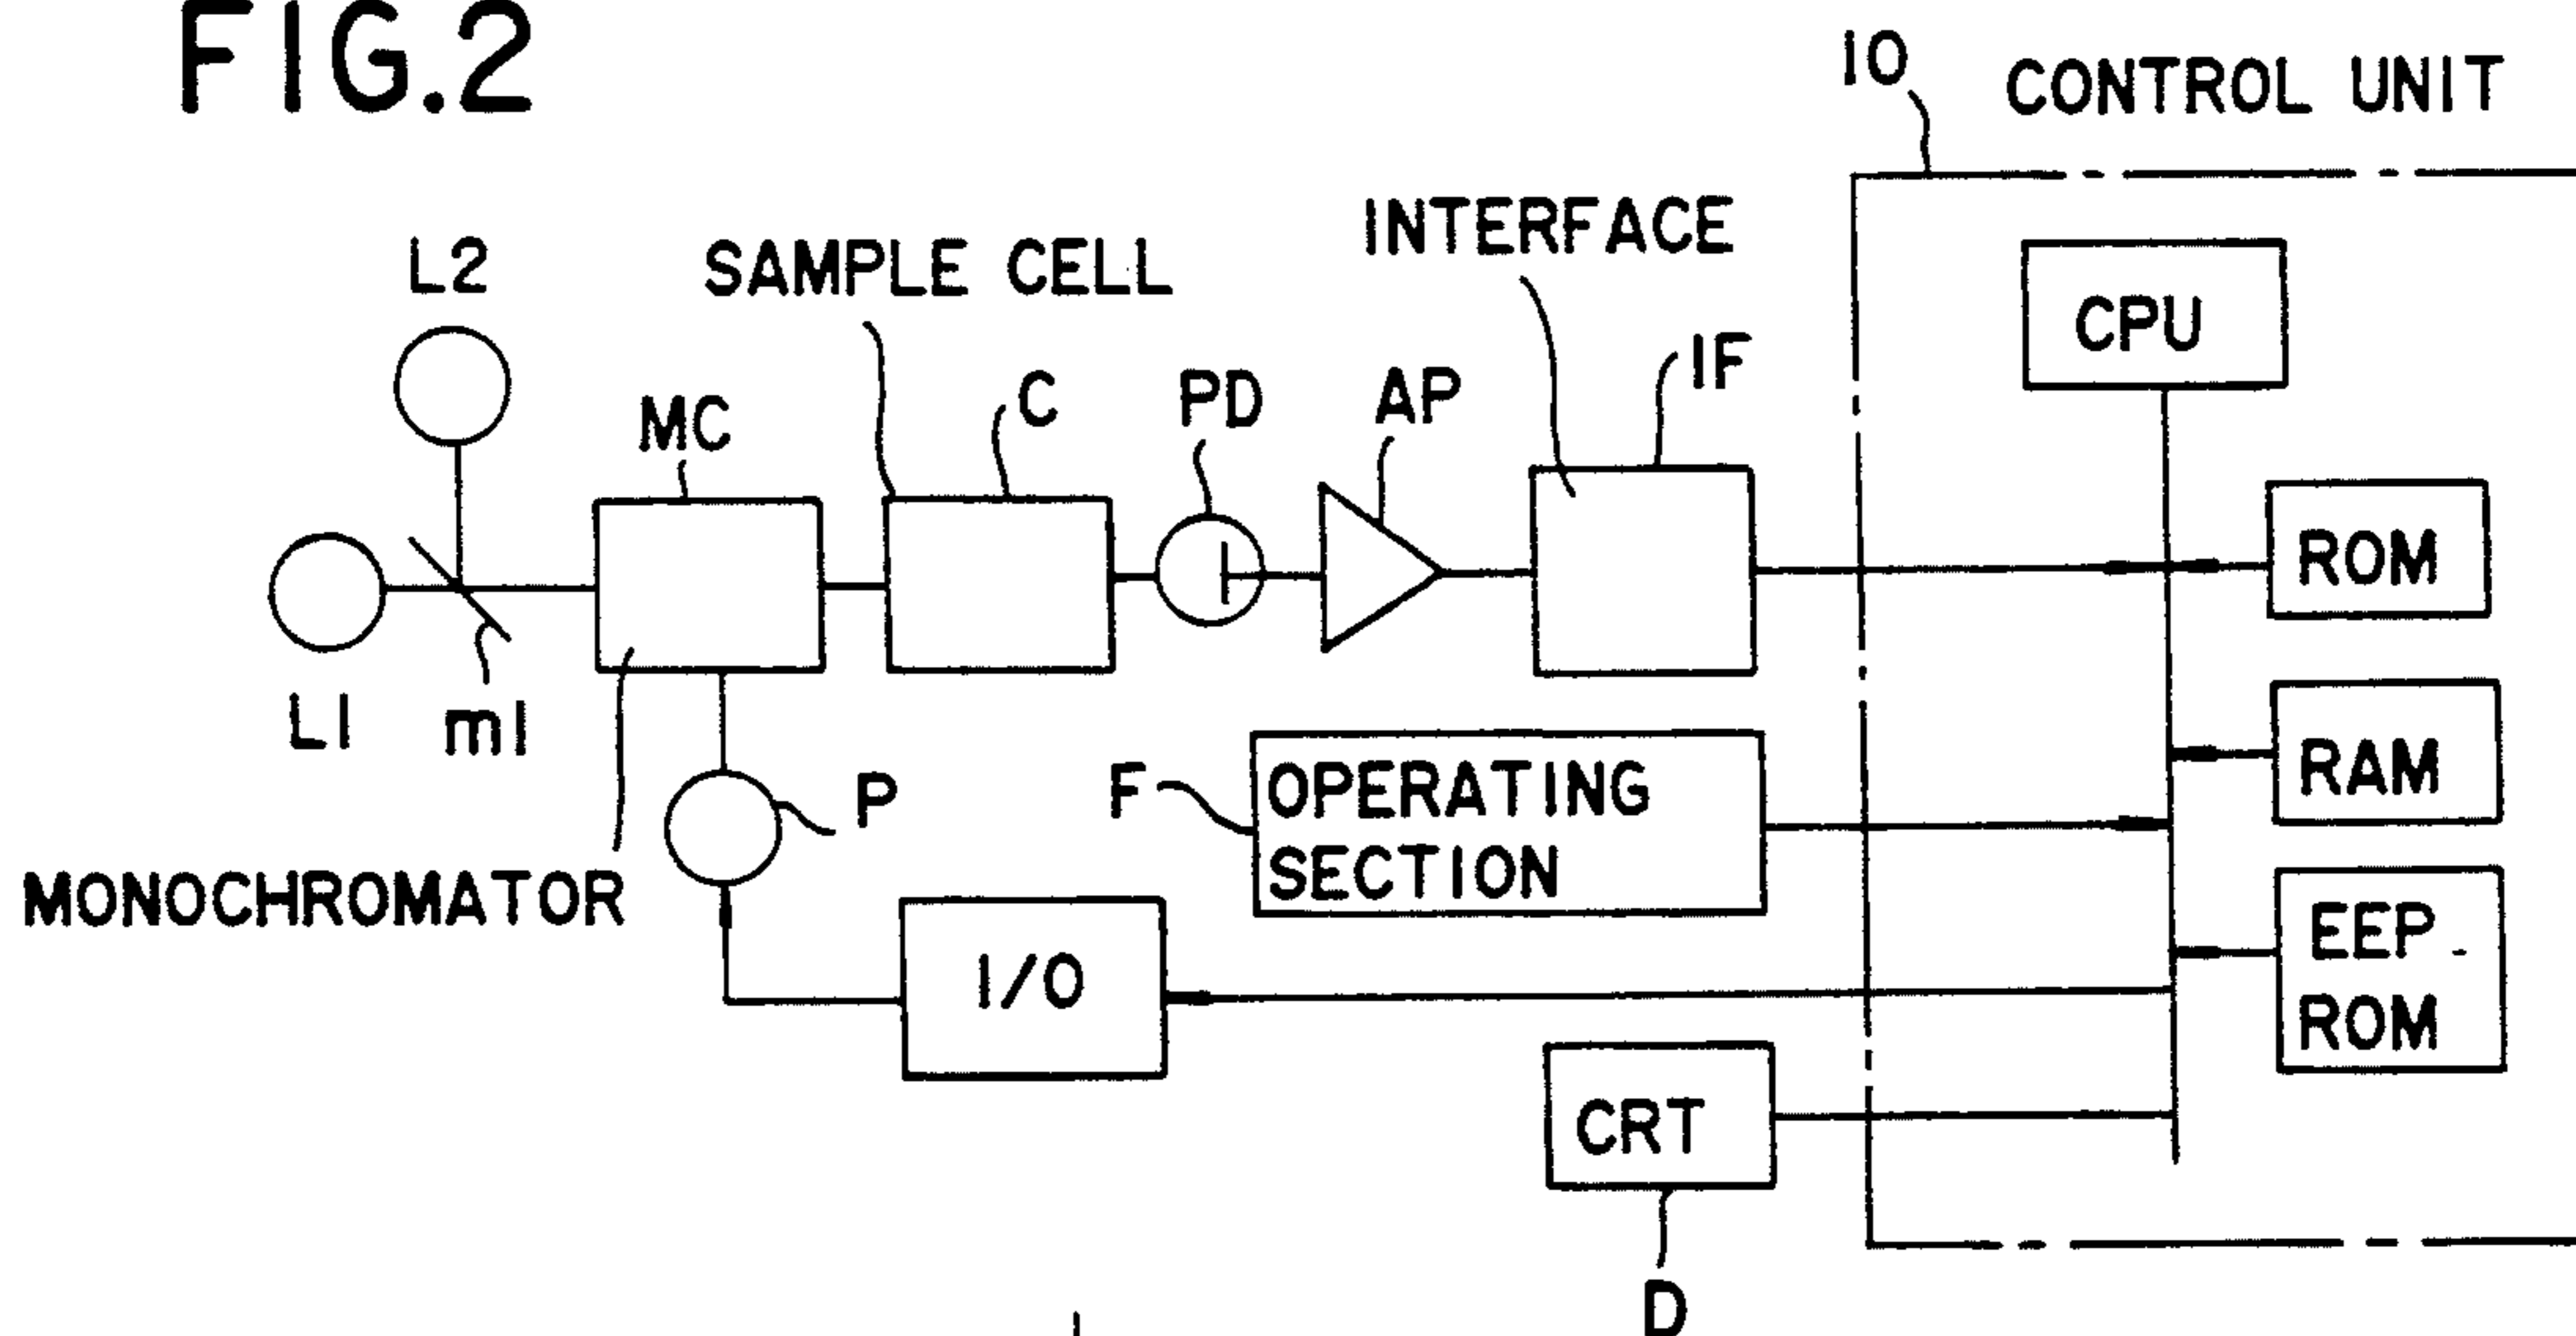 FIG.2
10
CONTROL UNIT
L2
SAMPLE CELL
INTERFACE
CPU
MC
C
PD
AP
IF
ROM
L1
m1
P
F
OPERATING
SECTION
RAM
MONOCHROMATOR
I/O
EEP-
ROM
CRT
D